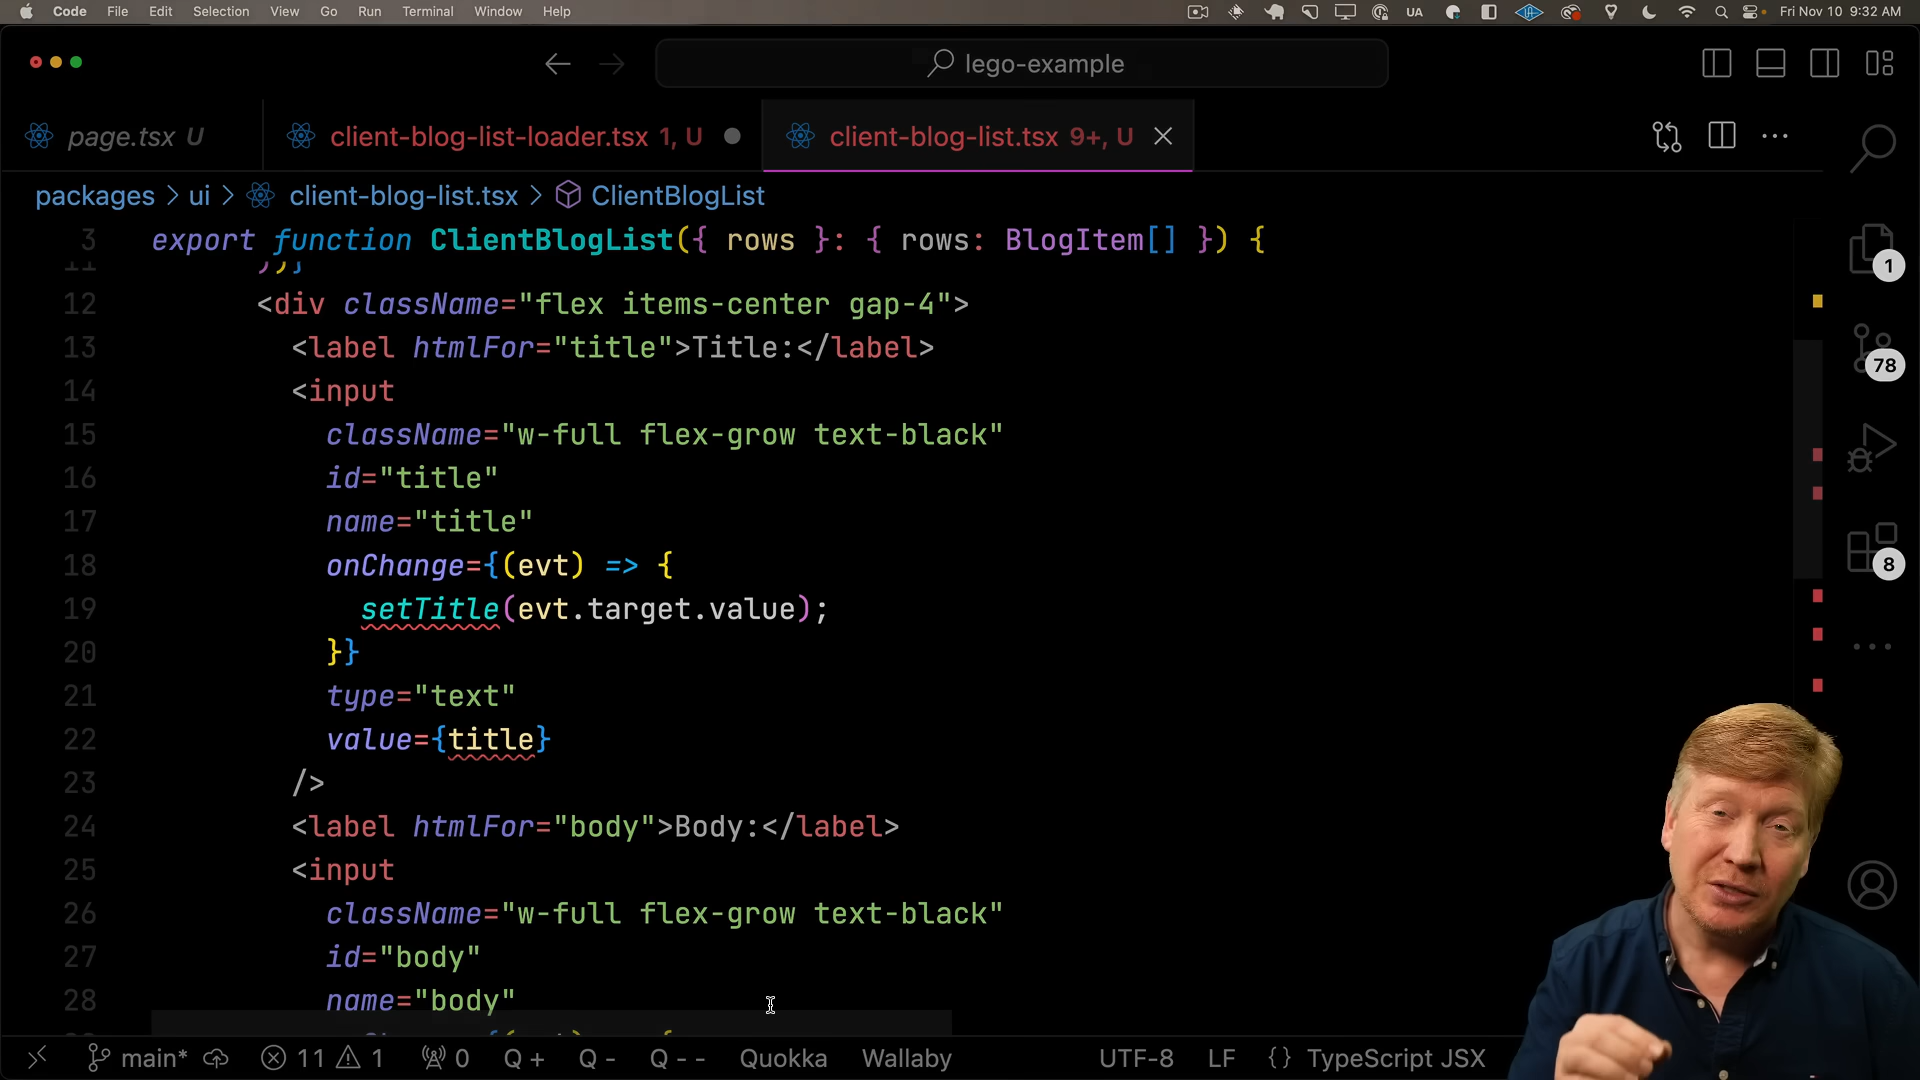 Code File Edit Selection View Go Run Terminal Window Help UA Fri Nov 10 9:32 AM
lego-example
page.tsx U client-blog-list-loader.tsx 1, U client-blog-list.tsx 9+, U
packages > ui > client-blog-list.tsx > ClientBlogList
3 export function ClientBlogList({ rows }: { rows: BlogItem[] }) {
11 ))}
12 <div className="flex items-center gap-4">
13 <label htmlFor="title">Title:</label>
14 <input
15 className="w-full flex-grow text-black"
16 id="title"
17 name="title"
18 onChange={(evt) => {
19 setTitle(evt.target.value);
20 }}
21 type="text"
22 value={title}
23 />
24 <label htmlFor="body">Body:</label>
25 <input
26 className="w-full flex-grow text-black"
27 id="body"
28 name="body"
1
78
8
main* 11 1 0 Q + Q - Q - - Quokka Wallaby UTF-8 LF {} TypeScript JSX